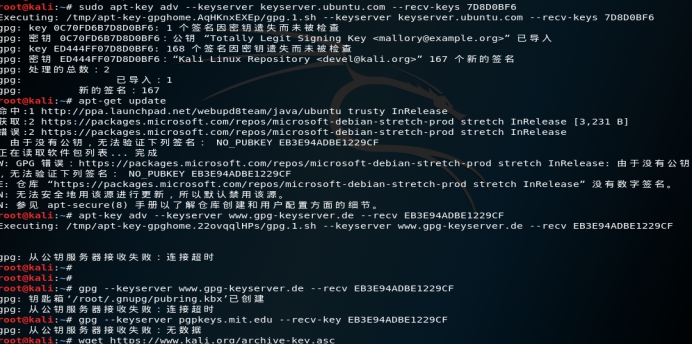 root@kali:~# sudo apt-key adv --keyserver keyserver.ubuntu.com --recv-keys 7D8D0BF6
Executing: /tmp/apt-key-gpghome.AqHKnxEXEp/gpg.1.sh --keyserver keyserver.ubuntu.com --recv-keys 7D8D0BF6
gpg: key 0C70FD6B7D8D0BF6：1 个签名因密钥丢失而未被检查
gpg: 密钥 0C70FD6B7D8D0BF6：公钥 “Totally Legit Signing Key <mallory@example.org>” 已导入
gpg: key ED444FF07D8D0BF6：168 个签名因密钥丢失而未被检查
gpg: 密钥 ED444FF07D8D0BF6：“Kali Linux Repository <devel@kali.org>” 167 个新的签名
gpg: 处理的总数：2
gpg: 已导入：1
gpg: 新的签名：167
root@kali:~# apt-get update
命中:1 http://ppa.launchpad.net/webupd8team/java/ubuntu trusty InRelease
获取:2 https://packages.microsoft.com/repos/microsoft-debian-stretch-prod stretch InRelease [3,231 B]
错误:2 https://packages.microsoft.com/repos/microsoft-debian-stretch-prod stretch InRelease
由于没有公钥，无法验证下列签名： NO_PUBKEY EB3E94ADBE1229CF
正在读取软件包列表... 完成
W: GPG 错误：https://packages.microsoft.com/repos/microsoft-debian-stretch-prod stretch InRelease: 由于没有公钥
，无法验证下列签名： NO_PUBKEY EB3E94ADBE1229CF
E: 仓库 “https://packages.microsoft.com/repos/microsoft-debian-stretch-prod stretch InRelease” 没有数字签名。
N: 无法安全地用该源进行更新，所以默认禁用该源。
N: 参见 apt-secure(8) 手册以了解仓库创建和用户配置方面的细节。
root@kali:~# apt-key adv --keyserver www.gpg-keyserver.de --recv EB3E94ADBE1229CF
Executing: /tmp/apt-key-gpghome.22ovqqlHPs/gpg.1.sh --keyserver www.gpg-keyserver.de --recv EB3E94ADBE1229CF
gpg: 从公钥服务器接收失败：连接超时
root@kali:~#
root@kali:~#
root@kali:~# gpg --keyserver www.gpg-keyserver.de --recv EB3E94ADBE1229CF
gpg: 钥匙箱‘/root/.gnupg/pubring.kbx’已创建
gpg: 从公钥服务器接收失败：连接超时
root@kali:~# gpg --keyserver pgpkeys.mit.edu --recv-key EB3E94ADBE1229CF
gpg: 从公钥服务器接收失败：无数据
root@kali:~# wget https://www.kali.org/archive-key.asc